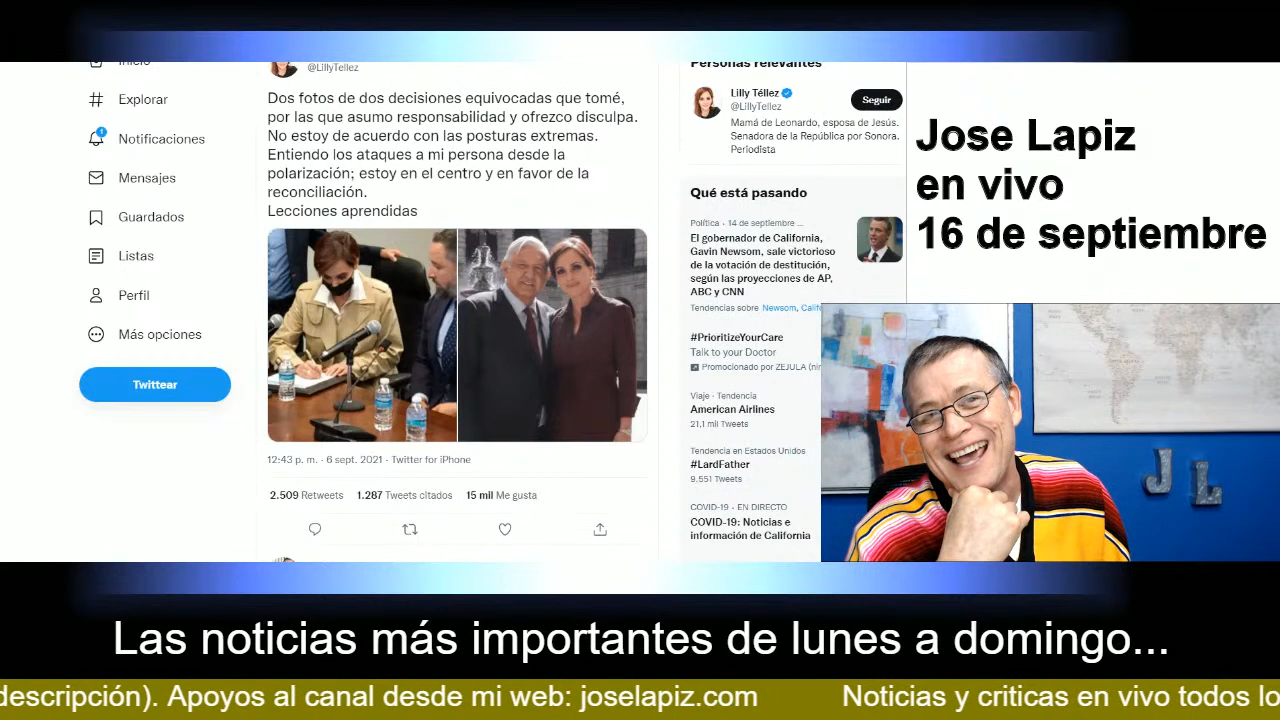 Inicio
Explorar
Notificaciones
Mensajes
Guardados
Listas
Perfil
Más opciones
Twittear
@LillyTellez
Dos fotos de dos decisiones equivocadas que tomé,
por las que asumo responsabilidad y ofrezco disculpa.
No estoy de acuerdo con las posturas extremas.
Entiendo los ataques a mi persona desde la
polarización; estoy en el centro y en favor de la
reconciliación.
Lecciones aprendidas
12:43 p. m. · 6 sept. 2021 · Twitter for iPhone
2.509 Retweets 1.287 Tweets citados 15 mil Me gusta
Personas relevantes
Lilly Téllez
@LillyTellez
Seguir
Mamá de Leonardo, esposa de Jesús.
Senadora de la República por Sonora.
Periodista
Qué está pasando
Política · 14 de septiembre ...
El gobernador de California,
Gavin Newsom, sale victorioso
de la votación de destitución,
según las proyecciones de AP,
ABC y CNN
Tendencias sobre Newsom, Calif
#PrioritizeYourCare
Talk to your Doctor
Promocionado por ZEJULA (nir
Viaje · Tendencia
American Airlines
21,1 mil Tweets
Tendencia en Estados Unidos
#LardFather
9.551 Tweets
COVID-19 · EN DIRECTO
COVID-19: Noticias e
información de California
Jose Lapiz
en vivo
16 de septiembre
JL
Las noticias más importantes de lunes a domingo...
descripción). Apoyos al canal desde mi web: joselapiz.com Noticias y criticas en vivo todos lo